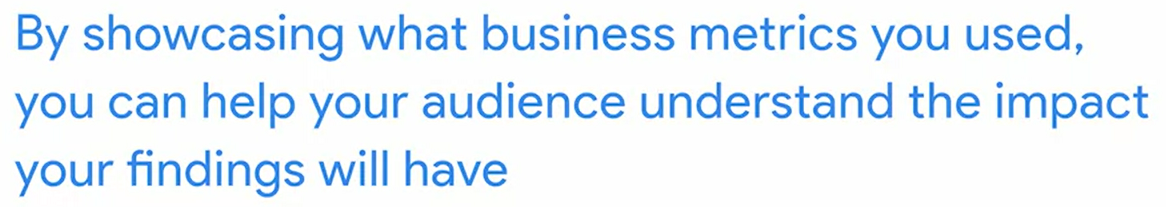 By showcasing what business metrics you used,
you can help your audience understand the impact
your findings will have